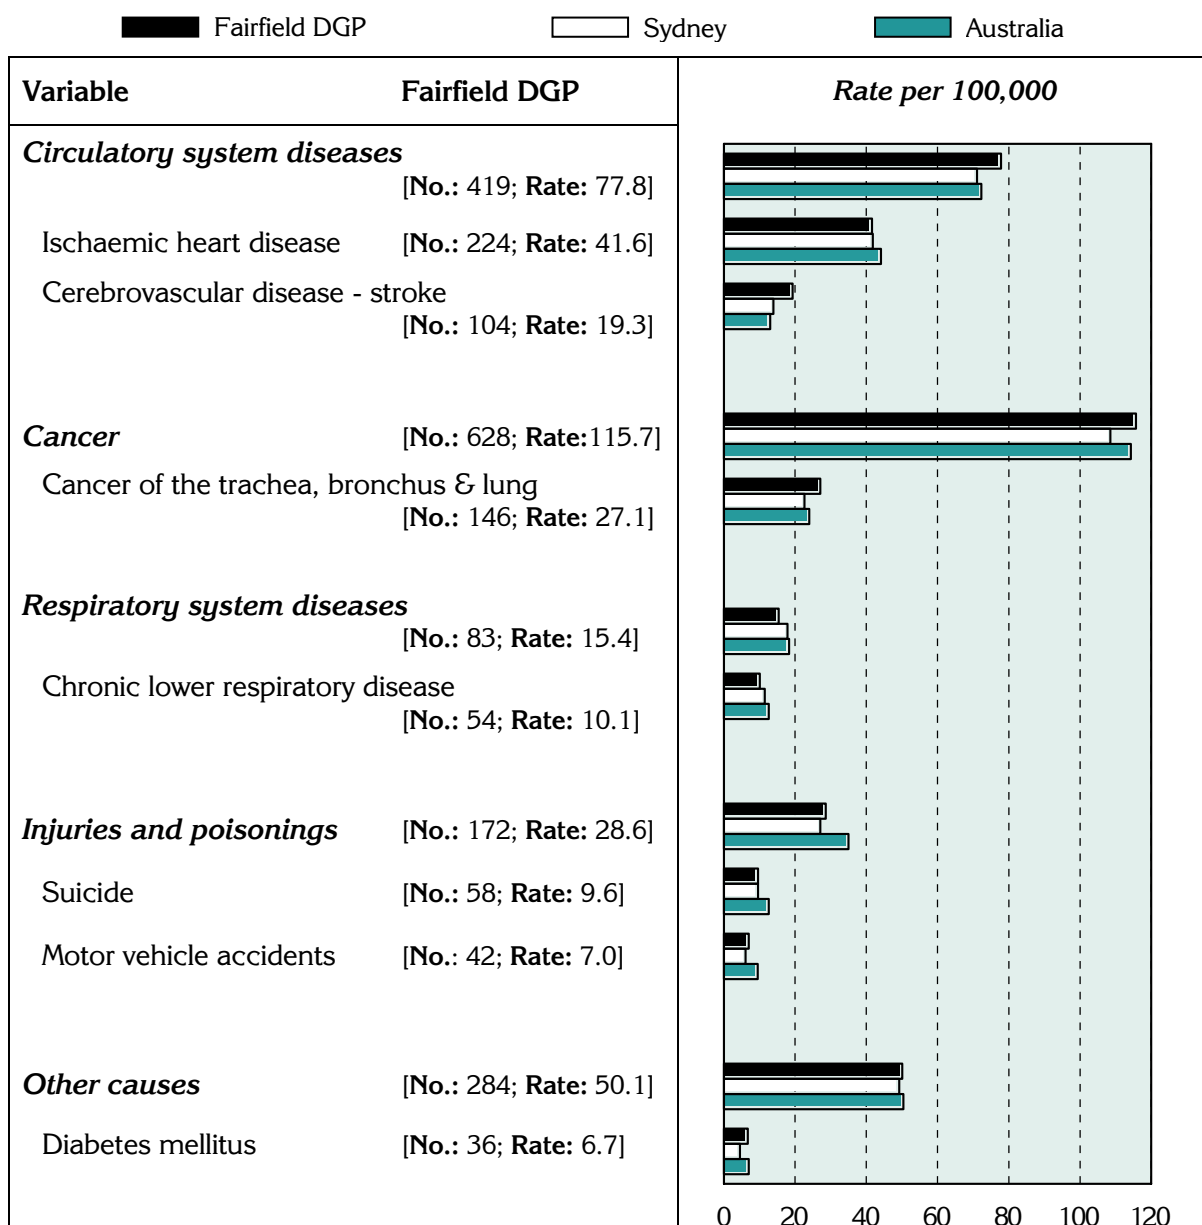 Fairfield DGP Sydney Australia
Variable Fairfield DGP Rate per 100,000
Circulatory system diseases
[No.: 419; Rate: 77.8]
Ischaemic heart disease [No.: 224; Rate: 41.6]
Cerebrovascular disease - stroke
[No.: 104; Rate: 19.3]
Cancer [No.: 628; Rate:115.7]
Cancer of the trachea, bronchus & lung
[No.: 146; Rate: 27.1]
Respiratory system diseases
[No.: 83; Rate: 15.4]
Chronic lower respiratory disease
[No.: 54; Rate: 10.1]
Injuries and poisonings [No.: 172; Rate: 28.6]
Suicide [No.: 58; Rate: 9.6]
Motor vehicle accidents [No.: 42; Rate: 7.0]
Other causes [No.: 284; Rate: 50.1]
Diabetes mellitus [No.: 36; Rate: 6.7]
0 20 40 60 80 100 120